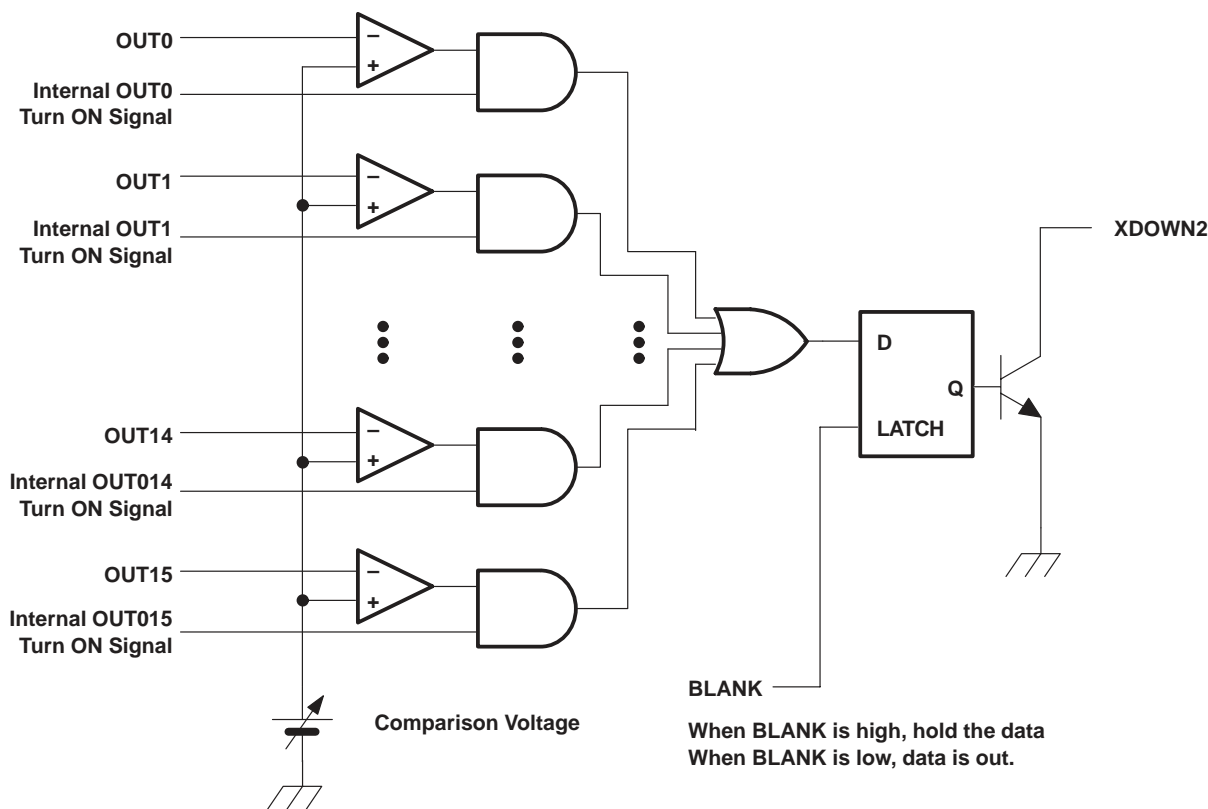 OUT0
−
+
Internal OUT0
Turn ON Signal
OUT1
−
+
Internal OUT1
Turn ON Signal
XDOWN2
D
Q
LATCH
OUT14
−
+
Internal OUT014
Turn ON Signal
OUT15
−
+
Internal OUT015
Turn ON Signal
BLANK
Comparison Voltage
When BLANK is high, hold the data
When BLANK is low, data is out.